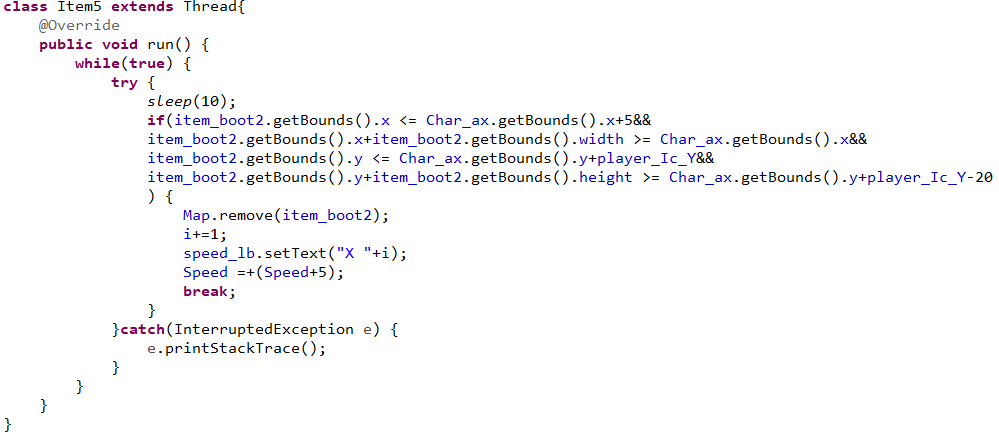 class Item5 extends Thread{
    @Override
    public void run() {
        while(true) {
            try {
                sleep(10);
                if(item_boot2.getBounds().x <= Char_ax.getBounds().x+5&&
                item_boot2.getBounds().x+item_boot2.getBounds().width >= Char_ax.getBounds().x&&
                item_boot2.getBounds().y <= Char_ax.getBounds().y+player_Ic_Y&&
                item_boot2.getBounds().y+item_boot2.getBounds().height >= Char_ax.getBounds().y+player_Ic_Y-20
                ) {
                    Map.remove(item_boot2);
                    i+=1;
                    speed_lb.setText("X "+i);
                    Speed =+(Speed+5);
                    break;
                }
            }catch(InterruptedException e) {
                e.printStackTrace();
            }
        }
    }
}